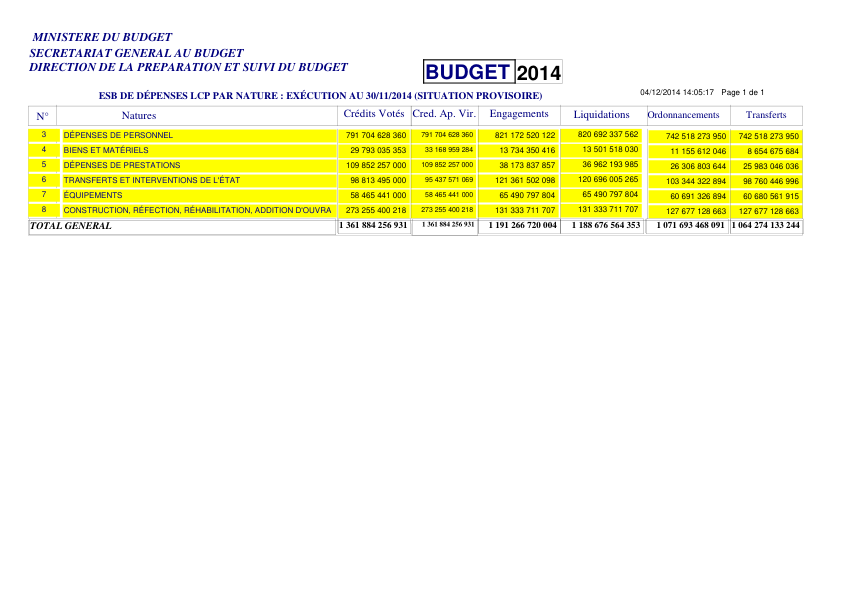 MINISTERE DU BUDGET
SECRETARIAT GENERAL AU BUDGET
DIRECTION DE LA PREPARATION ET SUIVI DU BUDGET
BUDGET 2014
04/12/2014 14:05:17 Page 1 de 1
ESB DE DÉPENSES LCP PAR NATURE : EXÉCUTION AU 30/11/2014 (SITUATION PROVISOIRE)
N° Natures Crédits Votés Cred. Ap. Vir. Engagements Liquidations Ordonnancements Transferts
3 DÉPENSES DE PERSONNEL 791 704 628 360 791 704 628 360 821 172 520 122 820 692 337 562 742 518 273 950 742 518 273 950
4 BIENS ET MATÉRIELS 29 793 035 353 33 168 959 284 13 734 350 416 13 501 518 030 11 155 612 046 8 654 675 684
5 DÉPENSES DE PRESTATIONS 109 852 257 000 109 852 257 000 38 173 837 857 36 962 193 985 26 306 803 644 25 983 046 036
6 TRANSFERTS ET INTERVENTIONS DE L'ÉTAT 98 813 495 000 95 437 571 069 121 361 502 098 120 696 005 265 103 344 322 894 98 760 446 996
7 ÉQUIPEMENTS 58 465 441 000 58 465 441 000 65 490 797 804 65 490 797 804 60 691 326 894 60 680 561 915
8 CONSTRUCTION, RÉFECTION, RÉHABILITATION, ADDITION D'OUVRA 273 255 400 218 273 255 400 218 131 333 711 707 131 333 711 707 127 677 128 663 127 677 128 663
TOTAL GENERAL 1 361 884 256 931 1 361 884 256 931 1 191 266 720 004 1 188 676 564 353 1 071 693 468 091 1 064 274 133 244